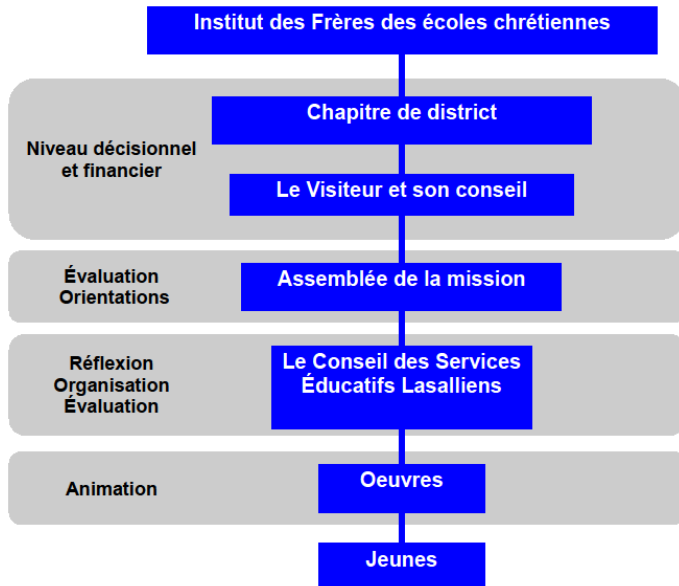 Institut des Frères des écoles chrétiennes
Chapitre de district
Niveau décisionnel
et financier
Le Visiteur et son conseil
Évaluation
Orientations
Assemblée de la mission
Réflexion
Organisation
Évaluation
Le Conseil des Services
Éducatifs Lasalliens
Animation
Oeuvres
Jeunes